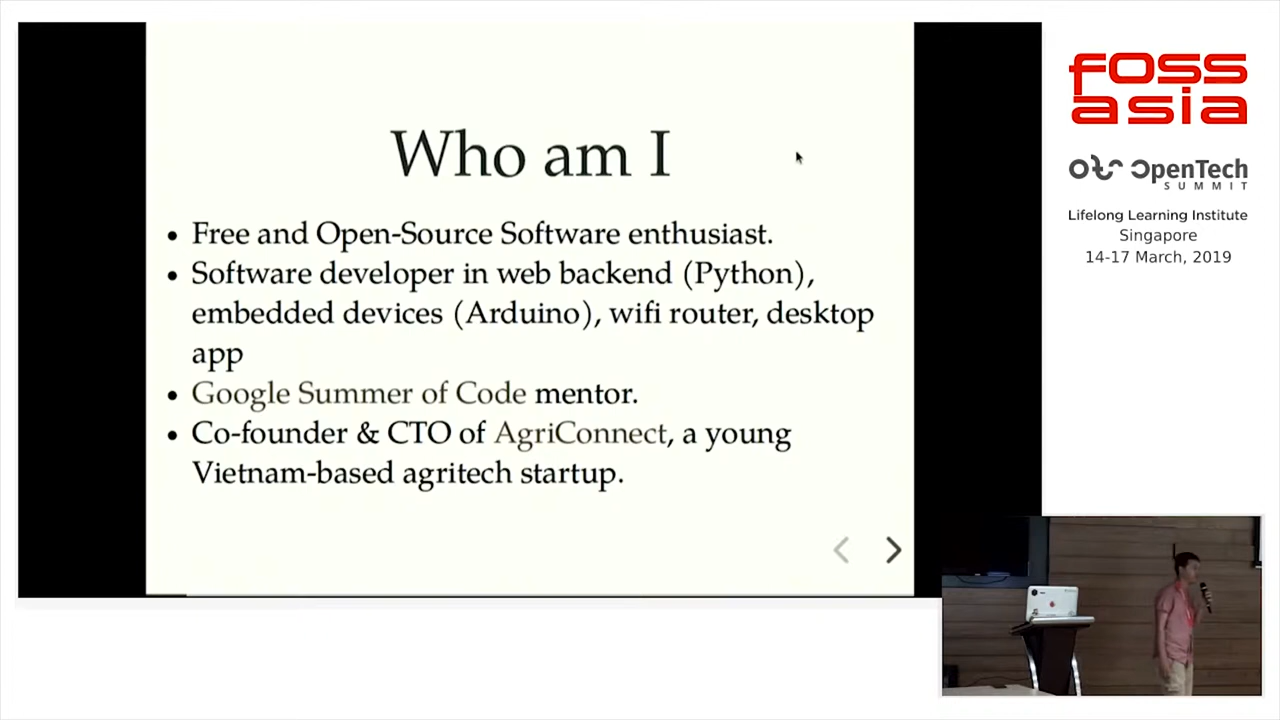 Who am I
• Free and Open-Source Software enthusiast.
• Software developer in web backend (Python),
embedded devices (Arduino), wifi router, desktop
app
• Google Summer of Code mentor.
• Co-founder & CTO of AgriConnect, a young
Vietnam-based agritech startup.
FOSS
asia
OpenTech
SUMMIT
Lifelong Learning Institute
Singapore
14-17 March, 2019